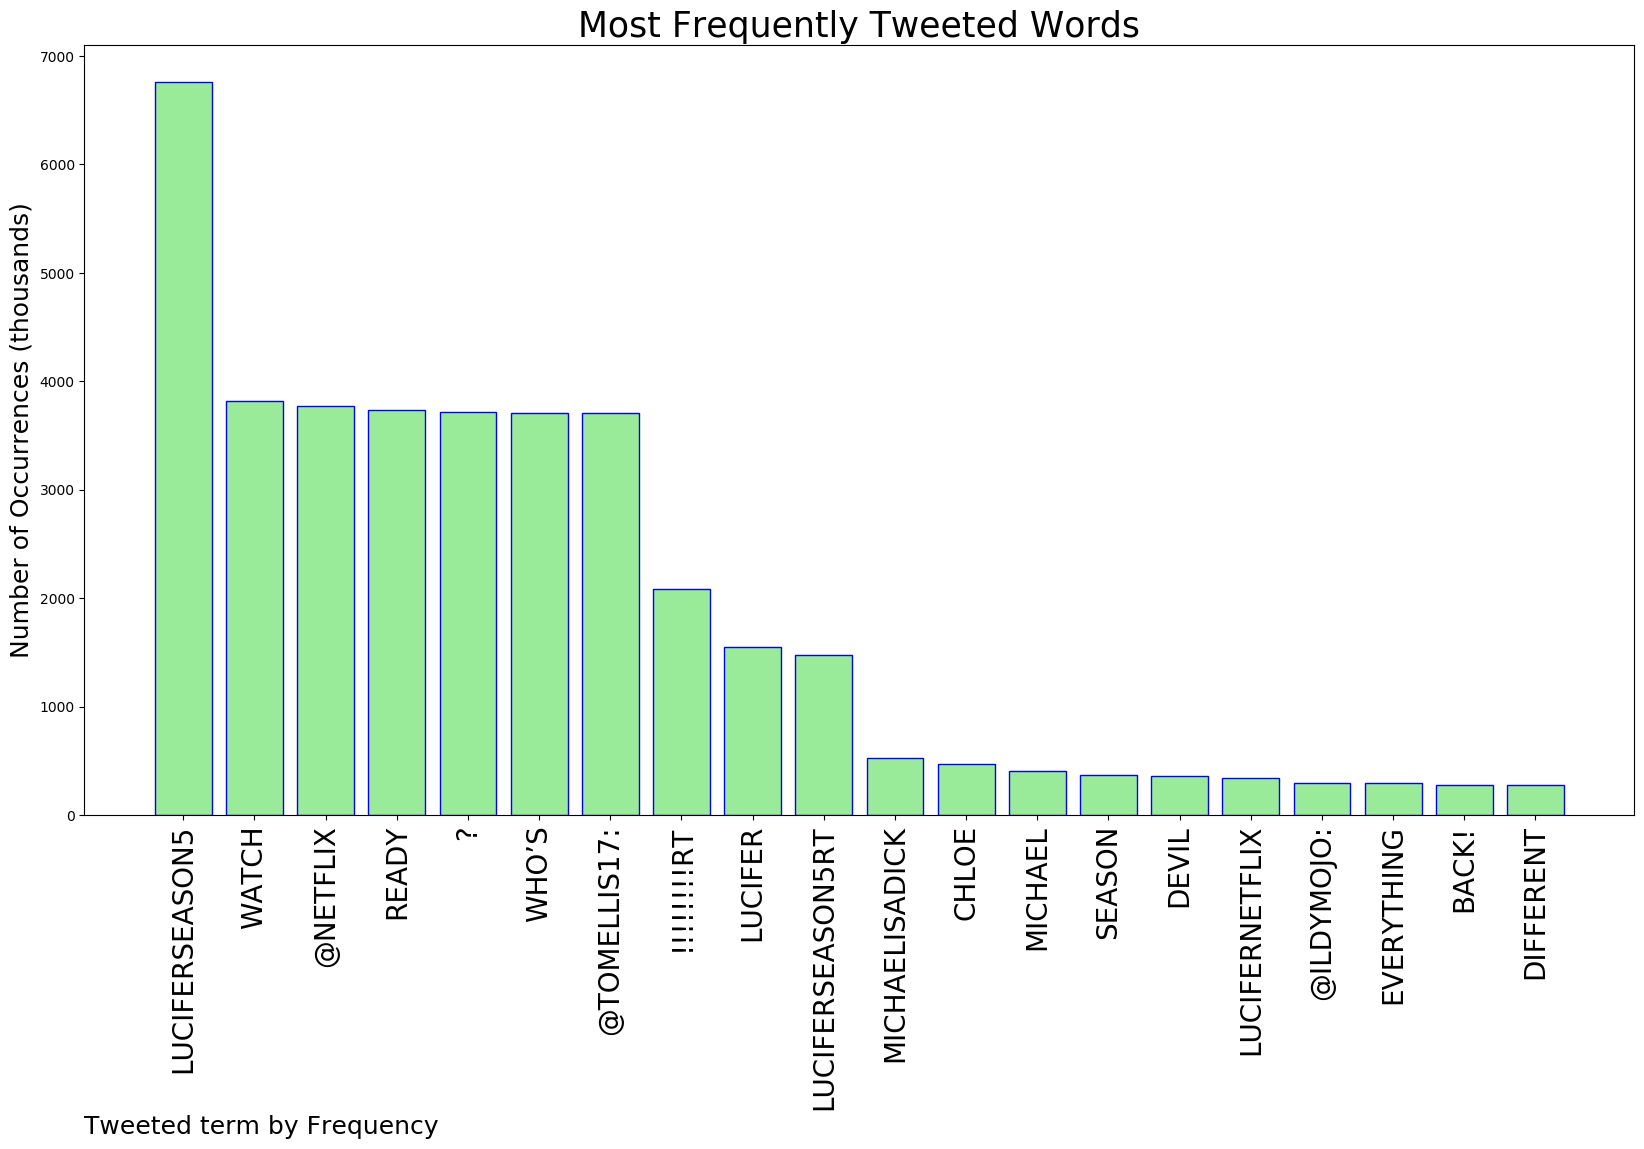 Most Frequently Tweeted Words
Number of Occurrences (thousands)
7000
6000
5000
4000
3000
2000
1000
0
LUCIFERSEASON5
WATCH
@NETFLIX
READY
?
WHO’S
@TOMELLIS17:
!!!!!!!!!RT
LUCIFER
LUCIFERSEASON5RT
MICHAELISADICK
CHLOE
MICHAEL
SEASON
DEVIL
LUCIFERNETFLIX
@ILDYMOJO:
EVERYTHING
BACK!
DIFFERENT
Tweeted term by Frequency